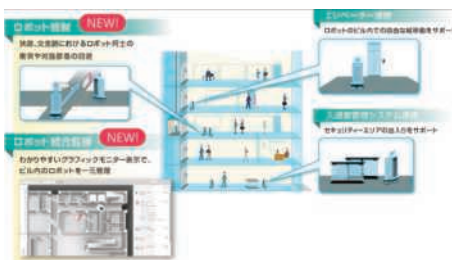 ロボット管制 NEW!
狭路、交差部におけるロボット同士の
衝突や対面膠着の回避
ロボット統合監視 NEW!
わかりやすいグラフィックモニター表示で、
ビル内のロボットを一元管理
エレベーター連携
ロボットのビル内での自由な縦移動をサポート
入退室管理システム連携
セキュリティーエリアの出入りをサポート